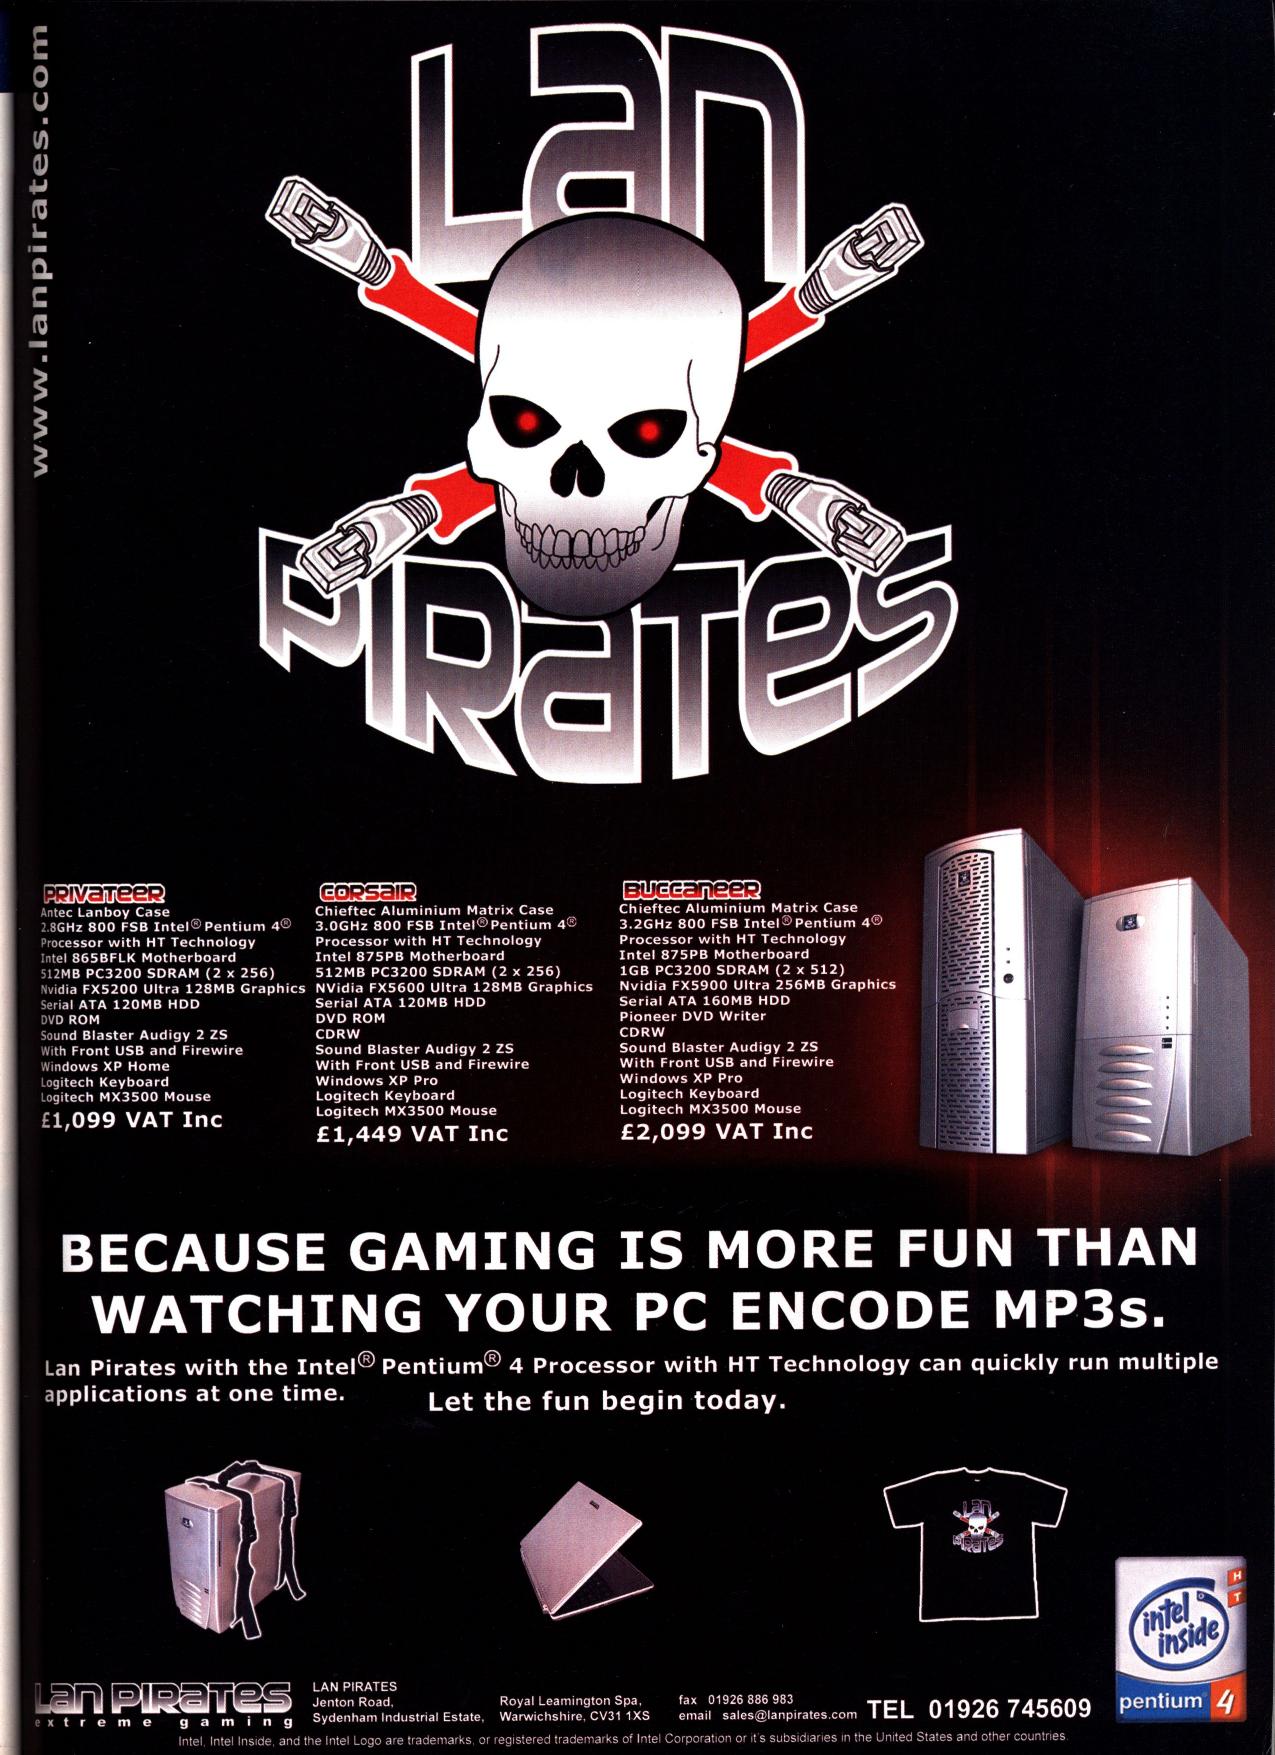 www.lanpirates.com
Lan
PIRATES
PRIVATEER
Antec Lanboy Case
2.8GHz 800 FSB Intel® Pentium 4®
Processor with HT Technology
Intel 865BFLK Motherboard
512MB PC3200 SDRAM (2 x 256)
Nvidia FX5200 Ultra 128MB Graphics
Serial ATA 120MB HDD
DVD ROM
Sound Blaster Audigy 2 ZS
With Front USB and Firewire
Windows XP Home
Logitech Keyboard
Logitech MX3500 Mouse
£1,099 VAT Inc
CORSAIR
Chieftec Aluminium Matrix Case
3.0GHz 800 FSB Intel® Pentium 4®
Processor with HT Technology
Intel 875PB Motherboard
512MB PC3200 SDRAM (2 x 256)
NVidia FX5600 Ultra 128MB Graphics
Serial ATA 120MB HDD
DVD ROM
CDRW
Sound Blaster Audigy 2 ZS
With Front USB and Firewire
Windows XP Pro
Logitech Keyboard
Logitech MX3500 Mouse
£1,449 VAT Inc
BUCCANEER
Chieftec Aluminium Matrix Case
3.2GHz 800 FSB Intel® Pentium 4®
Processor with HT Technology
Intel 875PB Motherboard
1GB PC3200 SDRAM (2 x 512)
Nvidia FX5900 Ultra 256MB Graphics
Serial ATA 160MB HDD
Pioneer DVD Writer
CDRW
Sound Blaster Audigy 2 ZS
With Front USB and Firewire
Windows XP Pro
Logitech Keyboard
Logitech MX3500 Mouse
£2,099 VAT Inc
BECAUSE GAMING IS MORE FUN THAN
WATCHING YOUR PC ENCODE MP3s.
Lan Pirates with the Intel® Pentium® 4 Processor with HT Technology can quickly run multiple
applications at one time.
Let the fun begin today.
Lan
PIRATES
HT
intel
inside
pentium® 4
Lan PIRATES
extreme gaming
LAN PIRATES
Jenton Road,
Sydenham Industrial Estate,
Royal Leamington Spa,
Warwichshire, CV31 1XS
fax 01926 886 983
email sales@lanpirates.com
TEL 01926 745609
Intel, Intel Inside, and the Intel Logo are trademarks, or registered trademarks of Intel Corporation or it's subsidiaries in the United States and other countries.